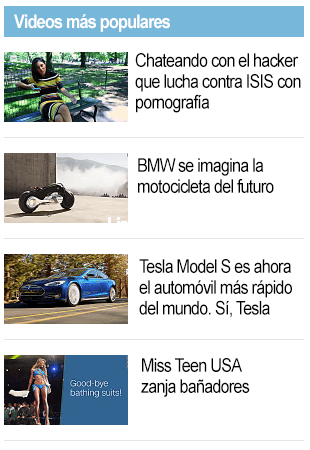 Videos más populares
Chateando con el hacker
que lucha contra ISIS con
pornografía
BMW se imagina la
motocicleta del futuro
Tesla Model S es ahora
el automóvil más rápido
del mundo. Sí, Tesla
Miss Teen USA
zanja bañadores
Good-bye
bathing suits!